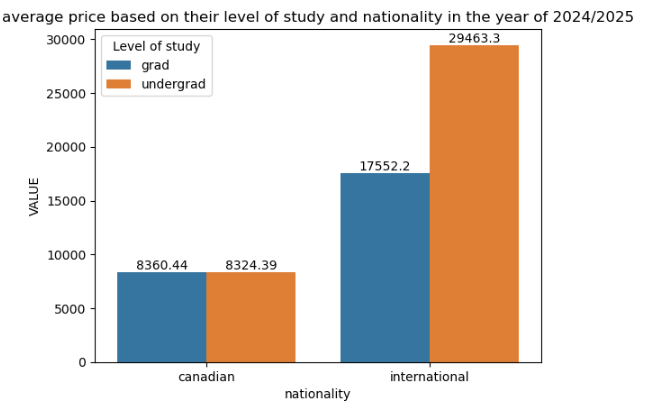 average price based on their level of study and nationality in the year of 2024/2025
Level of study
grad
undergrad
VALUE
30000
25000
20000
15000
10000
5000
0
8360.44
8324.39
17552.2
29463.3
canadian
international
nationality